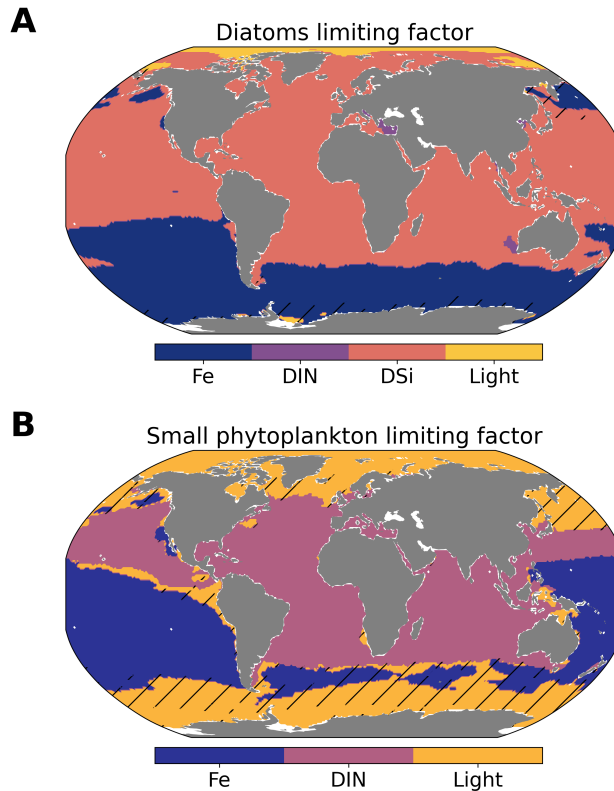 A
Diatoms limiting factor
Fe DIN DSi Light
B
Small phytoplankton limiting factor
Fe DIN Light